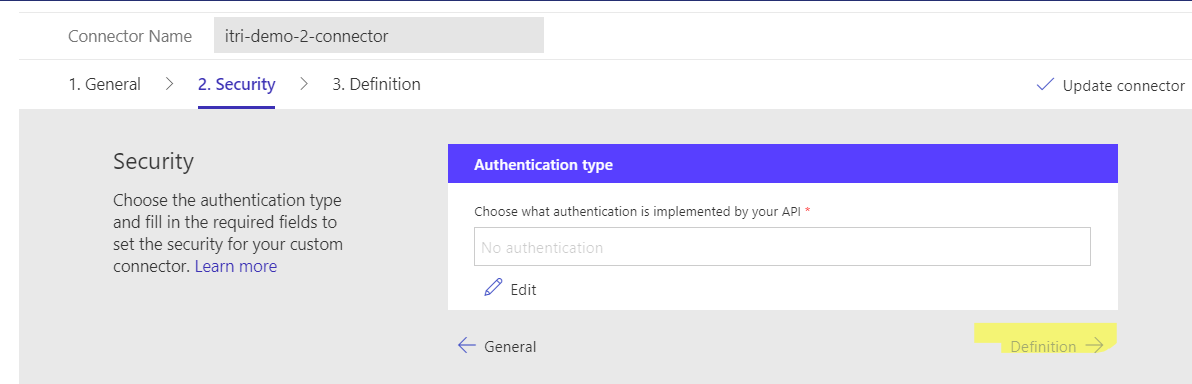 Connector Name itri-demo-2-connector
1. General 2. Security 3. Definition Update connector
Security
Choose the authentication type
and fill in the required fields to
set the security for your custom
connector. Learn more
Authentication type
Choose what authentication is implemented by your API *
No authentication
Edit
General Definition